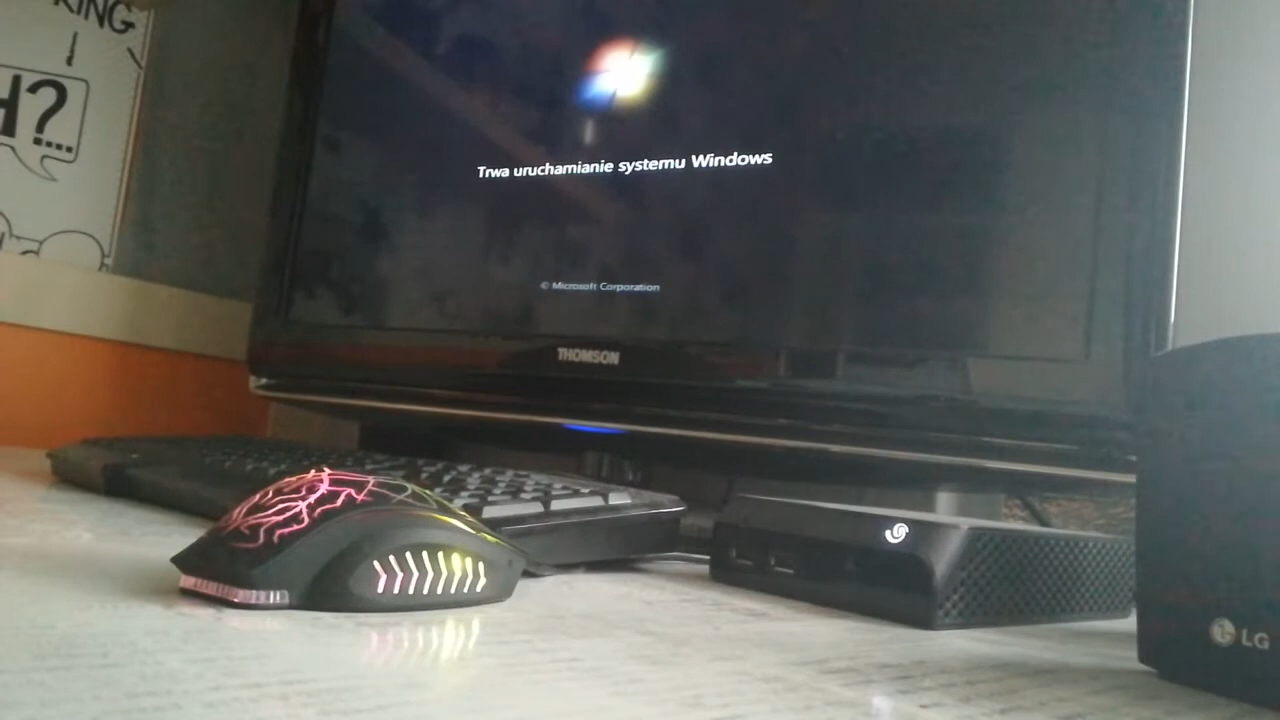 KING
H?...
Trwa uruchamianie systemu Windows
© Microsoft Corporation
THOMSON
LG